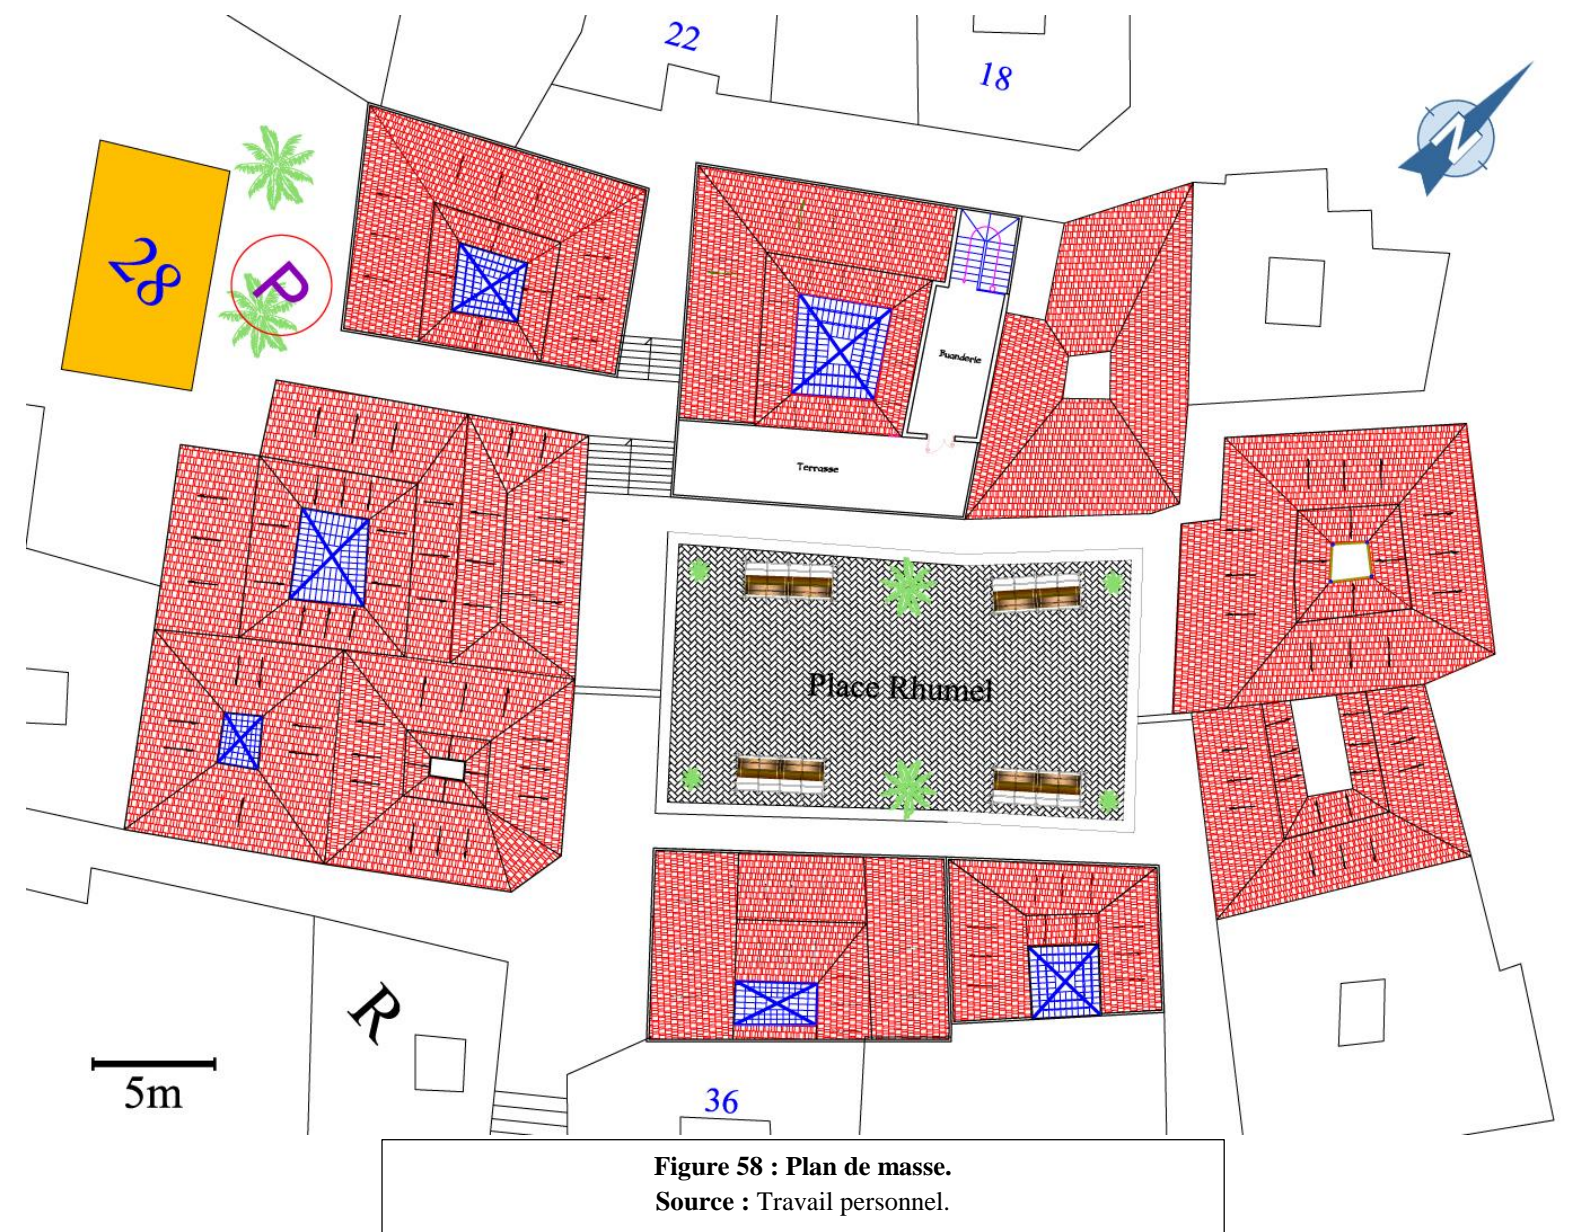 22
18
N
28
P
Buanderie
Terrasse
Place Rhumel
R
5m
36
Figure 58 : Plan de masse.
Source : Travail personnel.